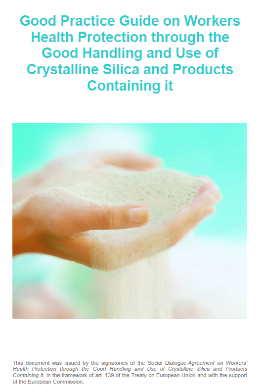 Good Practice Guide on Workers
Health Protection through the
Good Handling and Use of
Crystalline Silica and Products
Containing it
This document was issued by the signatories of the Social Dialogue Agreement on Workers'
Health Protection through the Good Handling and Use of Crystalline Silica and Products
Containing it, in the framework of art. 139 of the Treaty on European Union and with the support
of the European Commission.